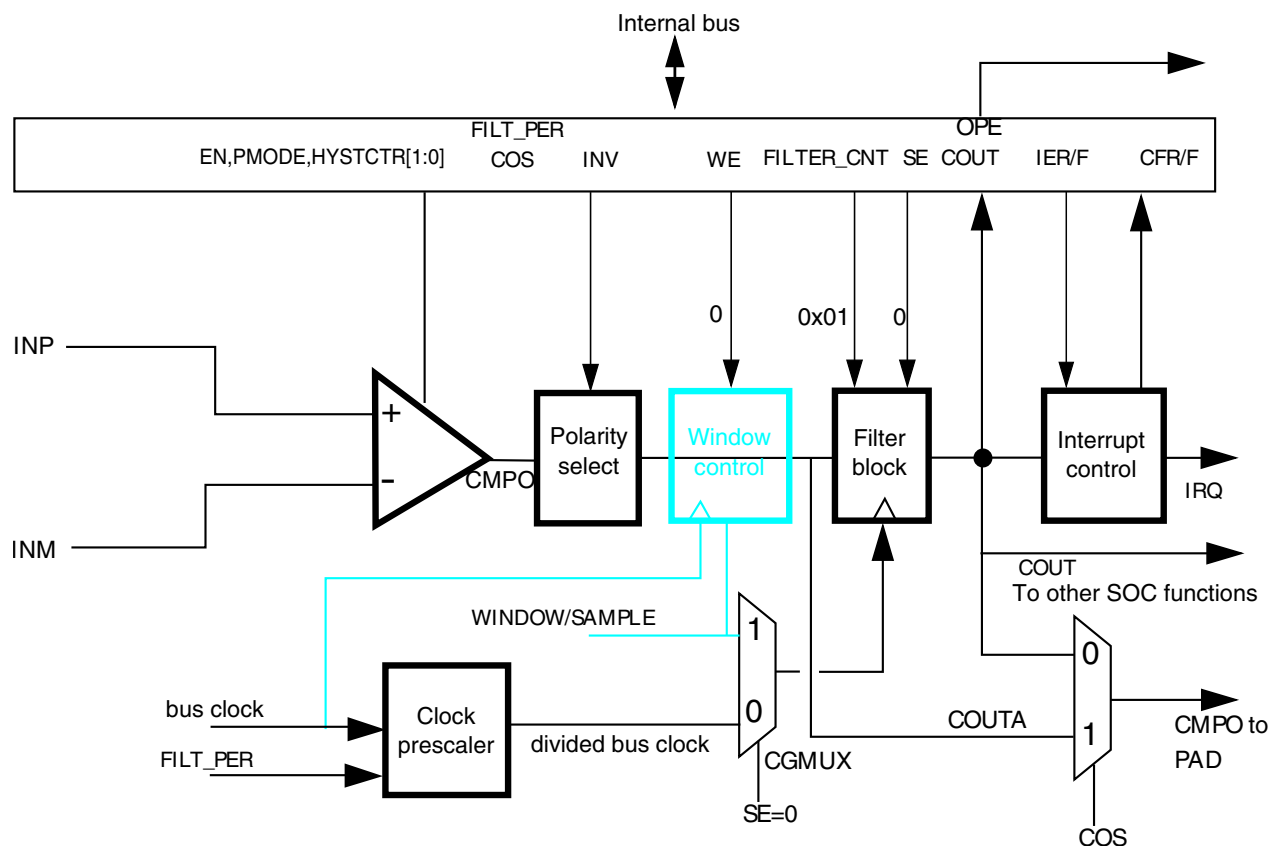 Internal bus
FILT_PER
OPE
EN,PMODE,HYSTCTR[1:0]
COS
INV
WE
FILTER_CNT
SE
COUT
IER/F
CFR/F
0
0x01
0
INP
+
-
INM
CMPO
Polarity
select
Window
control
Filter
block
Interrupt
control
IRQ
COUT
To other SOC functions
WINDOW/SAMPLE
1
0
bus clock
FILT_PER
Clock
prescaler
divided bus clock
CGMUX
SE=0
COUTA
0
1
CMPO to
PAD
COS